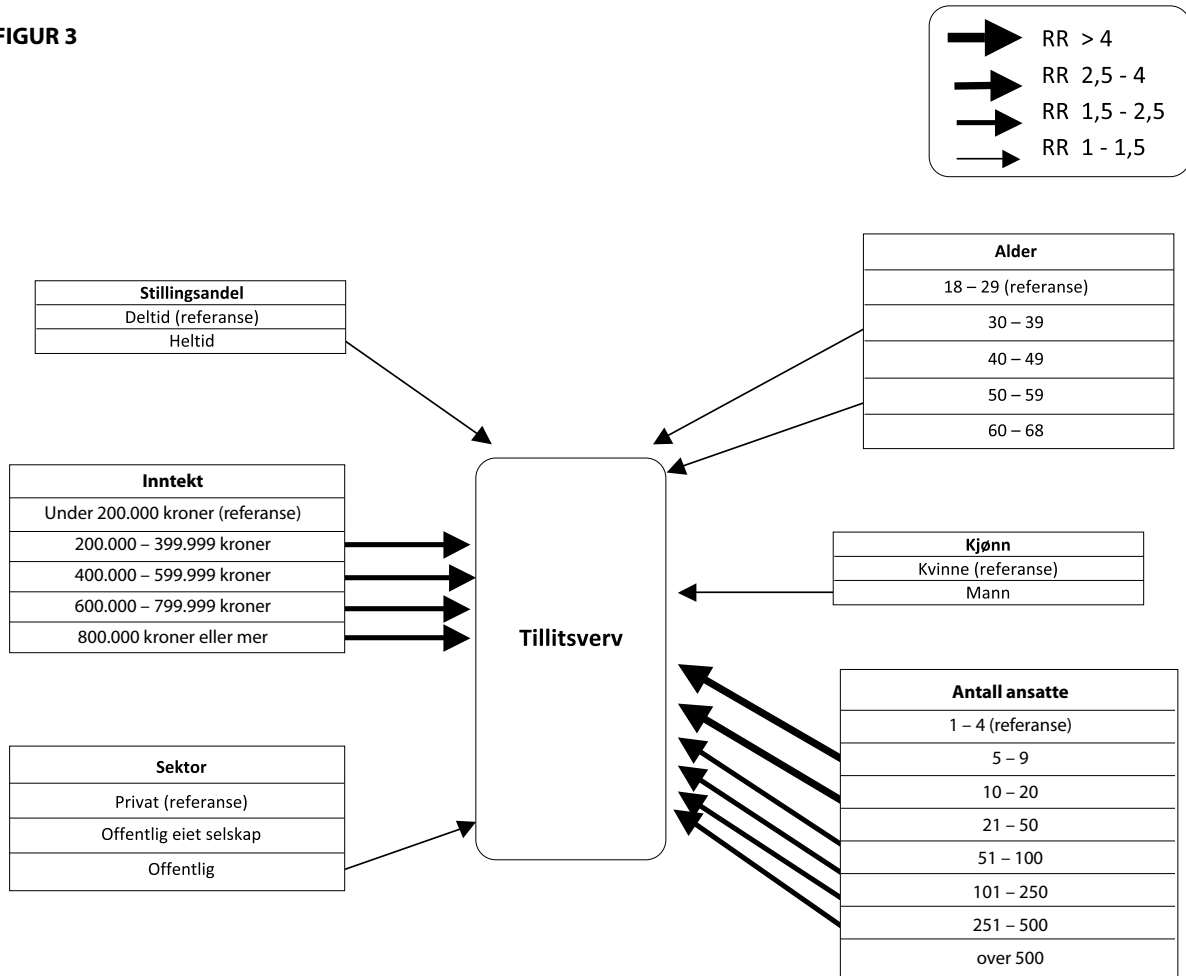 FIGUR 3
RR > 4
RR 2,5 - 4
RR 1,5 - 2,5
RR 1 - 1,5
Alder
18 – 29 (referanse)
30 – 39
40 – 49
50 – 59
60 – 68
Stillingsandel
Deltid (referanse)
Heltid
Inntekt
Under 200.000 kroner (referanse)
200.000 – 399.999 kroner
400.000 – 599.999 kroner
600.000 – 799.999 kroner
800.000 kroner eller mer
Kjønn
Kvinne (referanse)
Mann
Tillitsverv
Antall ansatte
1 – 4 (referanse)
5 – 9
10 – 20
21 – 50
51 – 100
101 – 250
251 – 500
over 500
Sektor
Privat (referanse)
Offentlig eiet selskap
Offentlig